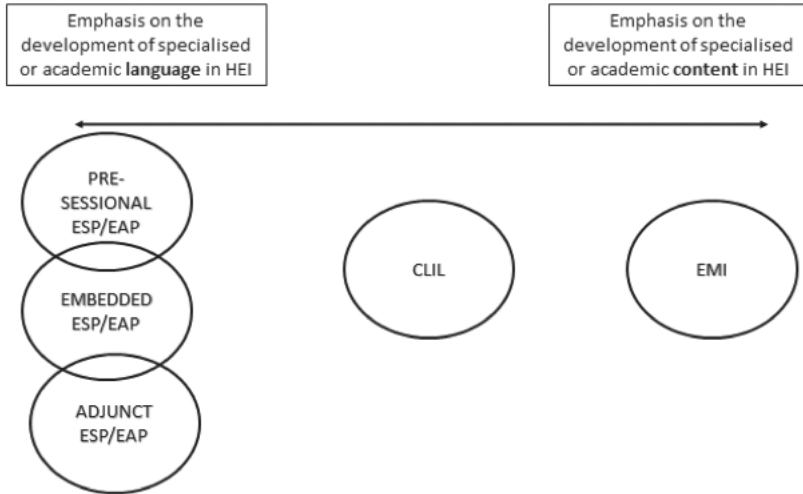 Emphasis on the
development of specialised
or academic language in HEI
Emphasis on the
development of specialised
or academic content in HEI
PRE-
SESSIONAL
ESP/EAP
EMBEDDED
ESP/EAP
ADJUNCT
ESP/EAP
CLIL
EMI